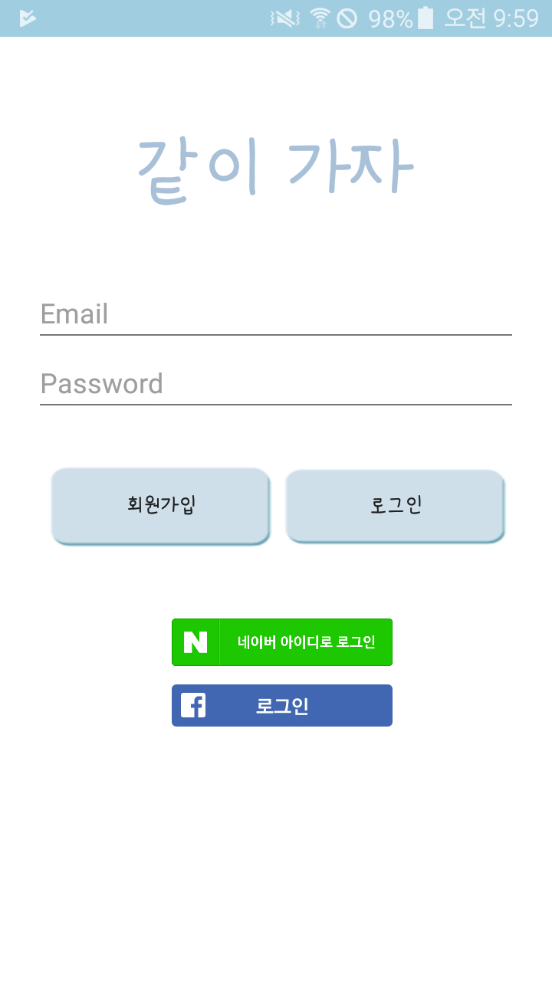 98% 오전 9:59
같이 가자
Email
Password
회원가입 로그인
N 네이버 아이디로 로그인
f 로그인